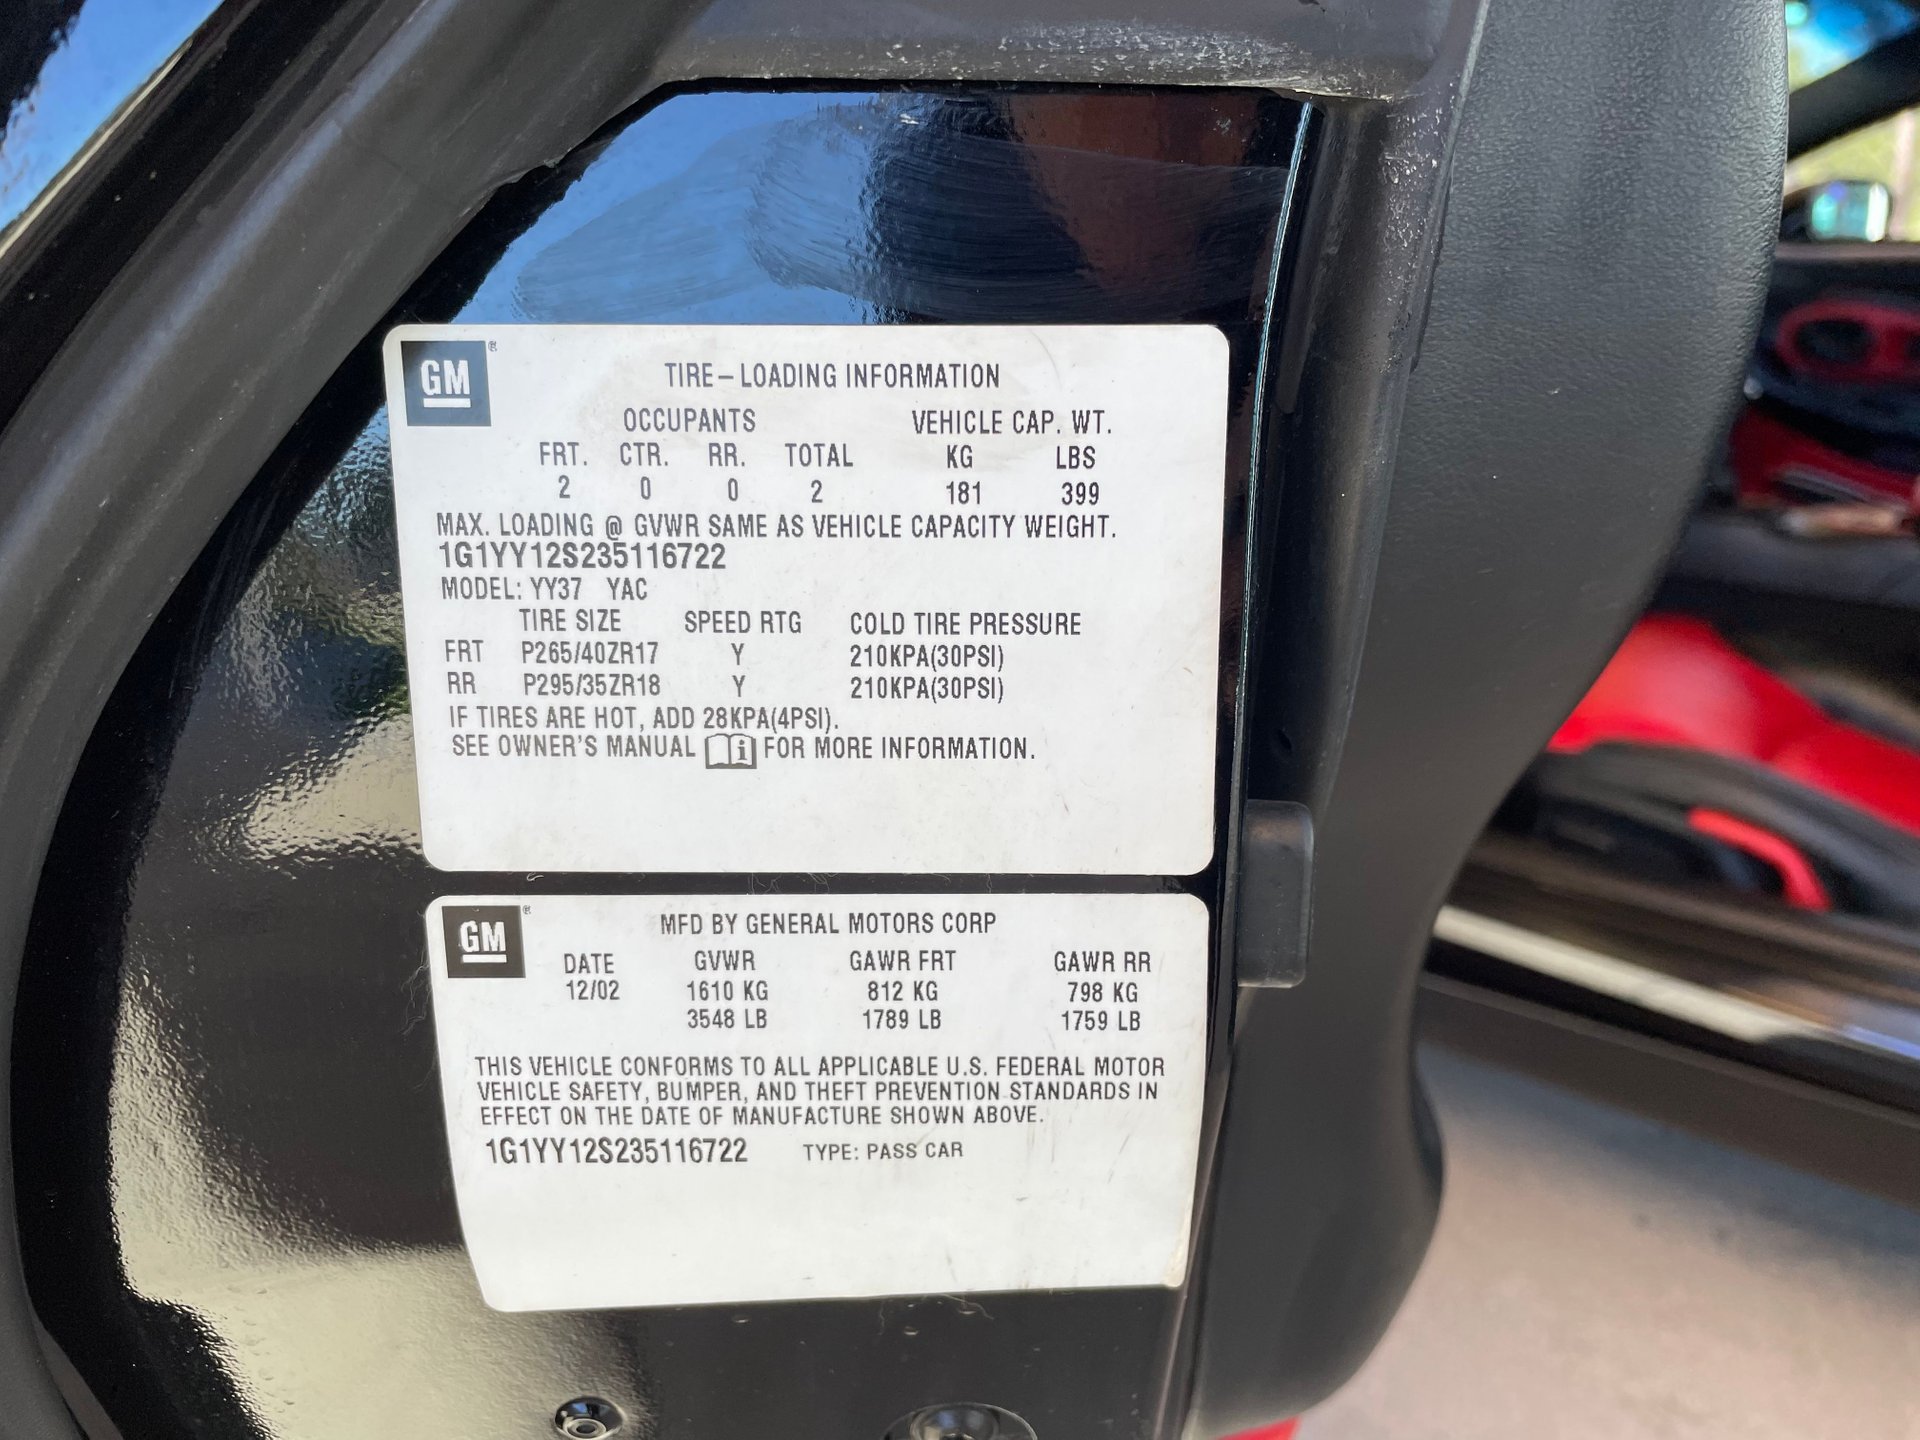 GM ®
TIRE – LOADING INFORMATION
OCCUPANTS VEHICLE CAP. WT.
FRT. CTR. RR. TOTAL KG LBS
2 0 0 2 181 399
MAX. LOADING @ GVWR SAME AS VEHICLE CAPACITY WEIGHT.
1G1YY12S235116722
MODEL: YY37 YAC
TIRE SIZE SPEED RTG COLD TIRE PRESSURE
FRT P265/40ZR17 Y 210KPA(30PSI)
RR P295/35ZR18 Y 210KPA(30PSI)
IF TIRES ARE HOT, ADD 28KPA(4PSI).
SEE OWNER'S MANUAL i FOR MORE INFORMATION.
GM ®
MFD BY GENERAL MOTORS CORP
DATE GVWR GAWR FRT GAWR RR
12/02 1610 KG 812 KG 798 KG
3548 LB 1789 LB 1759 LB
THIS VEHICLE CONFORMS TO ALL APPLICABLE U.S. FEDERAL MOTOR
VEHICLE SAFETY, BUMPER, AND THEFT PREVENTION STANDARDS IN
EFFECT ON THE DATE OF MANUFACTURE SHOWN ABOVE.
1G1YY12S235116722 TYPE: PASS CAR